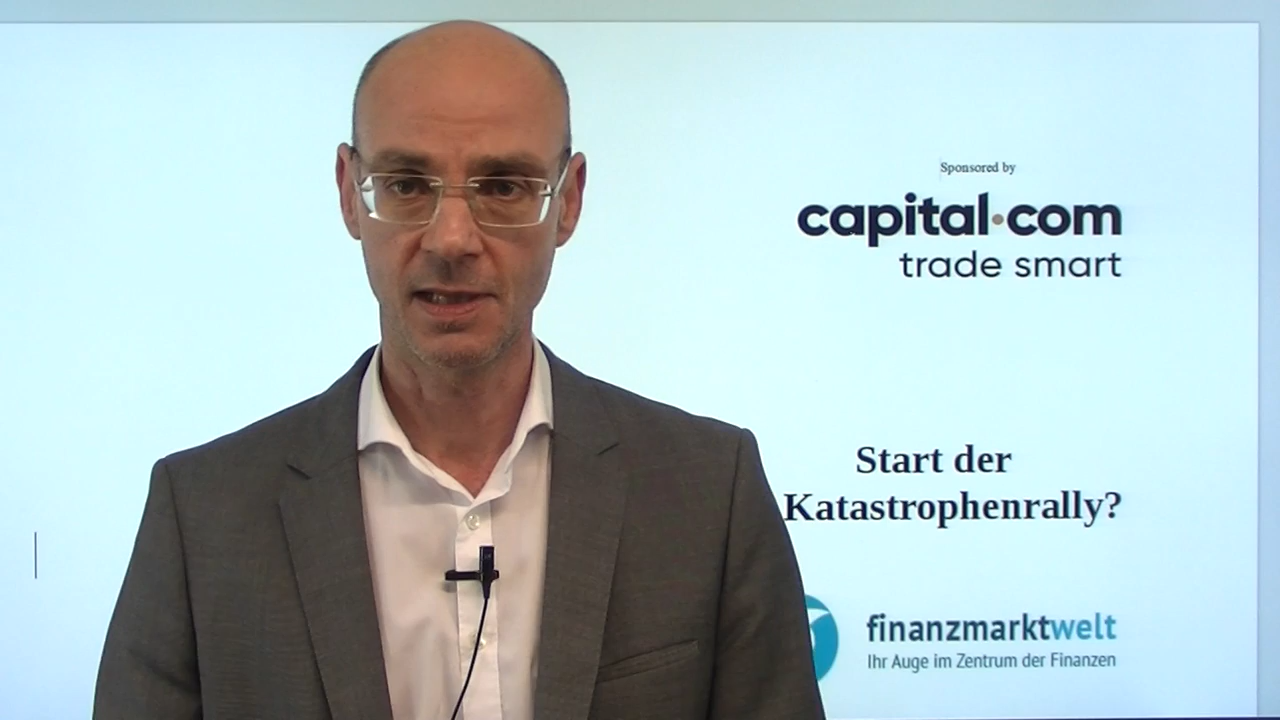 Sponsored by
capital.com
trade smart
Start der
Katastrophenrally?
finanzmarktwelt
Ihr Auge im Zentrum der Finanzen